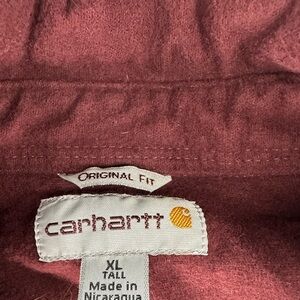 ORIGINAL FIT
carhartt
XL
TALL
Made in
Nicaragua